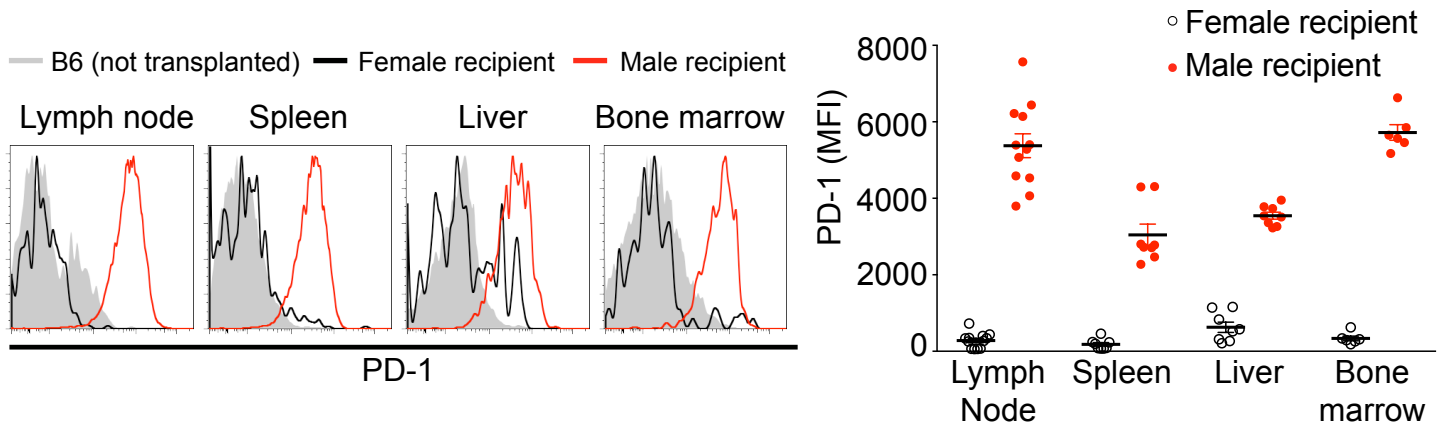 B6 (not transplanted) Female recipient Male recipient
Lymph node Spleen Liver Bone marrow
PD-1
Female recipient
Male recipient
PD-1 (MFI)
8000
6000
4000
2000
0
Lymph Node Spleen Liver Bone marrow